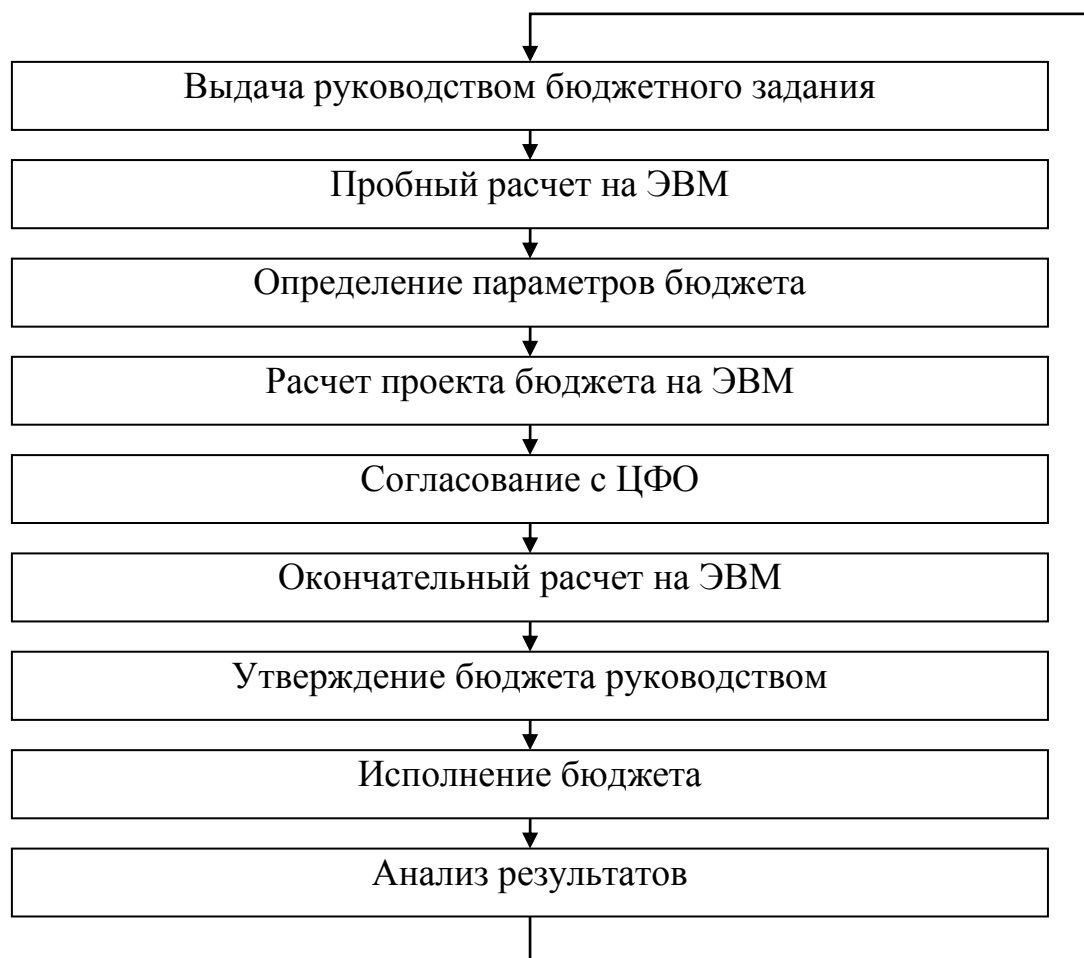 Выдача руководством бюджетного задания
Пробный расчет на ЭВМ
Определение параметров бюджета
Расчет проекта бюджета на ЭВМ
Согласование с ЦФО
Окончательный расчет на ЭВМ
Утверждение бюджета руководством
Исполнение бюджета
Анализ результатов